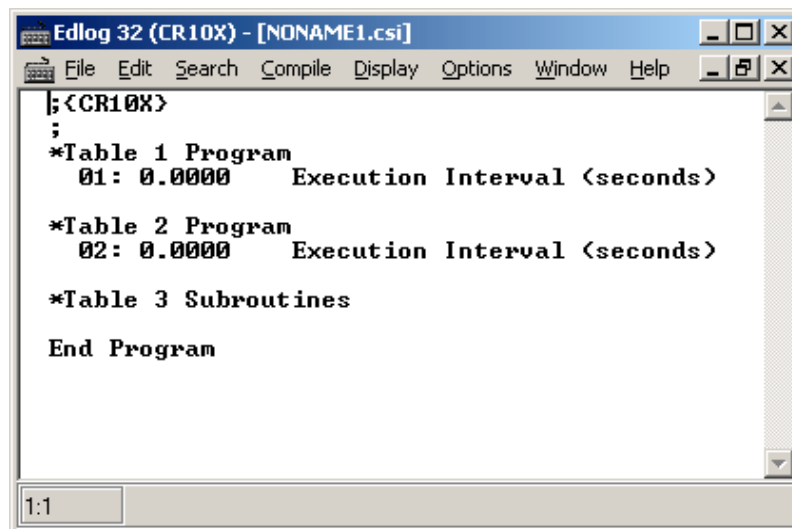 Edlog 32 (CR10X) - [NONAME1.csi]
File Edit Search Compile Display Options Window Help
;{CR10X}
;
*Table 1 Program
01: 0.0000 Execution Interval (seconds)
*Table 2 Program
02: 0.0000 Execution Interval (seconds)
*Table 3 Subroutines
End Program
1:1